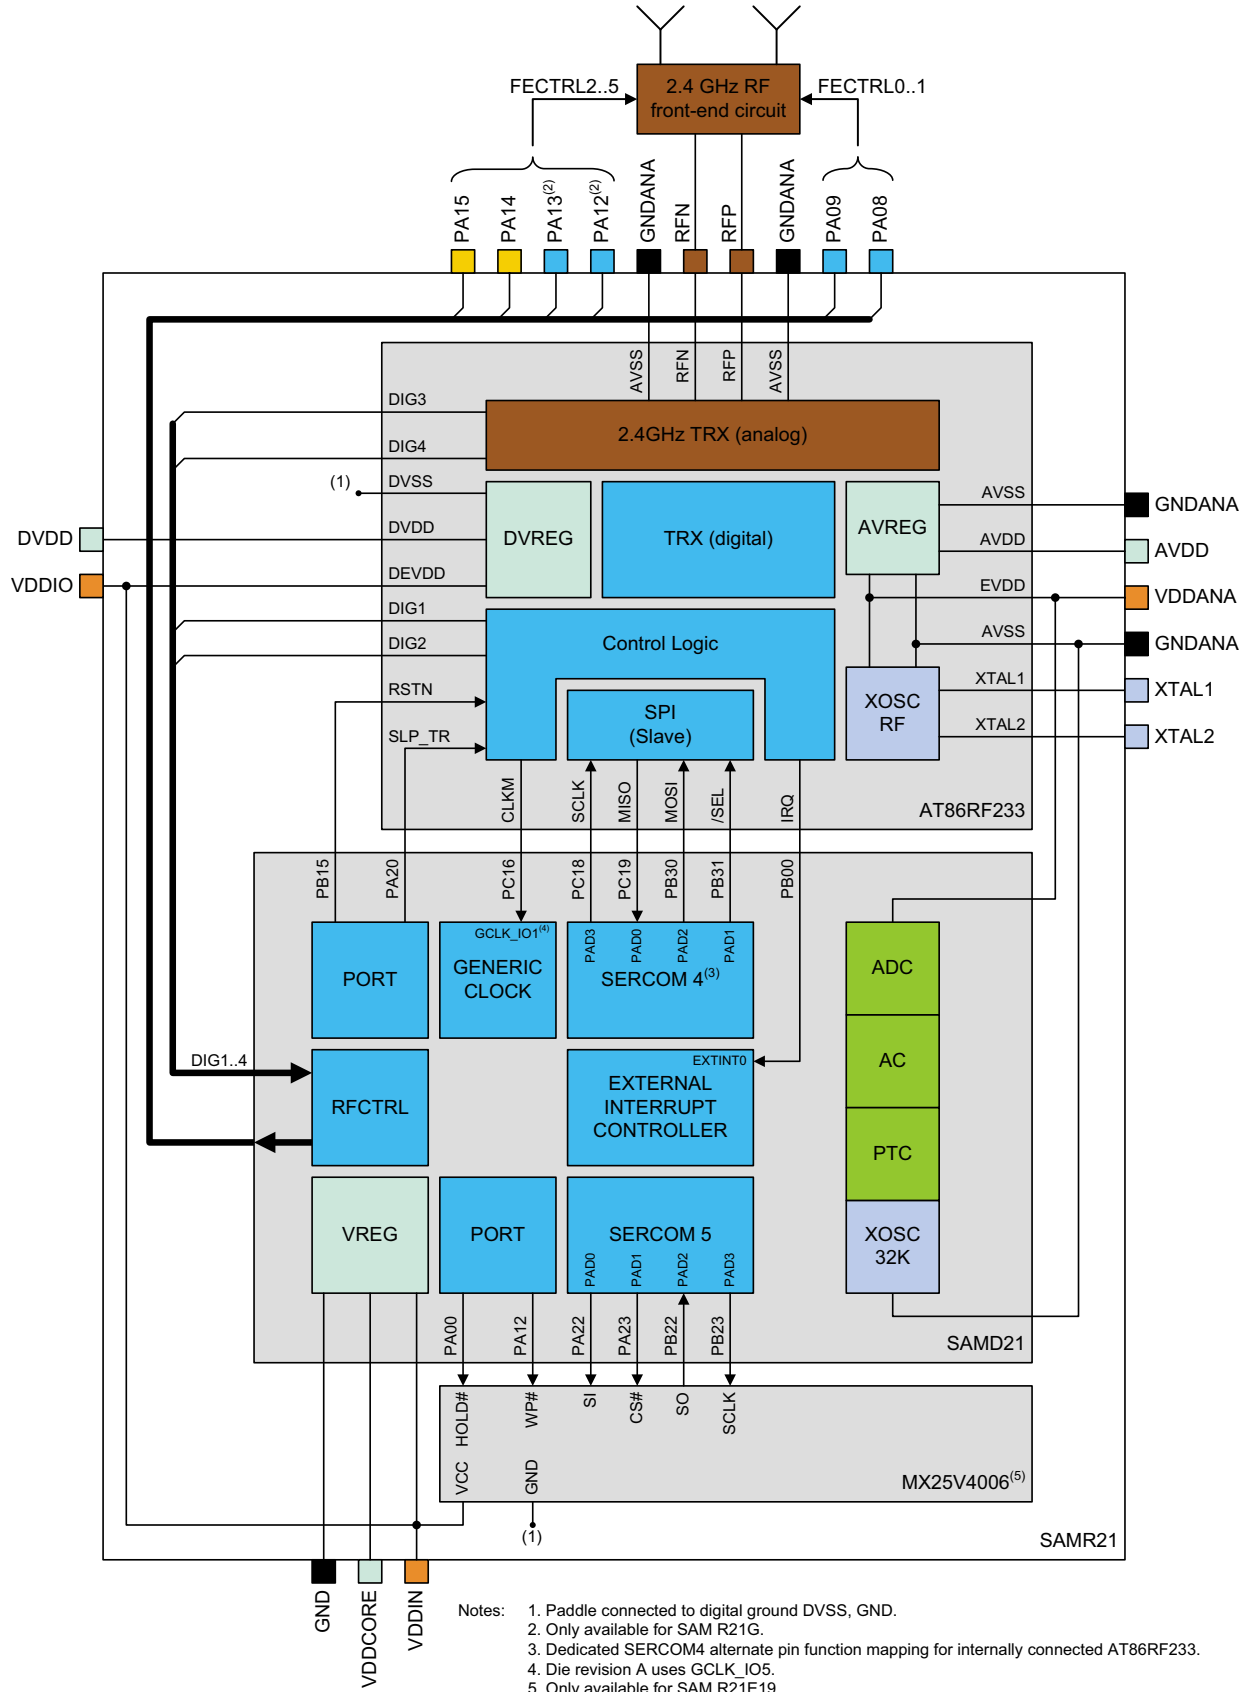 2.4 GHz RF
front-end circuit
FECTRL2..5
FECTRL0..1
PA15
PA14
PA13(2)
PA12(2)
GNDANA
RFN
RFP
GNDANA
PA09
PA08
AVSS
RFN
RFP
AVSS
DIG3
2.4GHz TRX (analog)
DIG4
(1)
DVSS
DVDD
DVDD
DEVDD
VDDIO
DVREG
TRX (digital)
AVREG
AVSS
GNDANA
AVDD
AVDD
EVDD
VDDANA
AVSS
GNDANA
DIG1
DIG2
Control Logic
RSTN
SLP_TR
SPI
(Slave)
XOSC
RF
XTAL1
XTAL1
XTAL2
XTAL2
CLKM
SCLK
MISO
MOSI
/SEL
IRQ
AT86RF233
PB15
PA20
PC16
PC18
PC19
PB30
PB31
PB00
PORT
GCLK_IO1(4)
GENERIC
CLOCK
PAD3
PAD0
PAD2
PAD1
SERCOM 4(3)
ADC
DIG1..4
RFCTRL
EXTINT0
EXTERNAL
INTERRUPT
CONTROLLER
AC
PTC
VREG
PORT
SERCOM 5
PAD0
PAD1
PAD2
PAD3
XOSC
32K
PA00
PA12
PA22
PA23
PB22
PB23
SAMD21
HOLD#
WP#
SI
CS#
SO
SCLK
VCC
GND
MX25V4006(5)
(1)
SAMR21
GND
VDDCORE
VDDIN
Notes: 1. Paddle connected to digital ground DVSS, GND.
2. Only available for SAM R21G.
3. Dedicated SERCOM4 alternate pin function mapping for internally connected AT86RF233.
4. Die revision A uses GCLK_IO5.
5. Only available for SAM R21E19